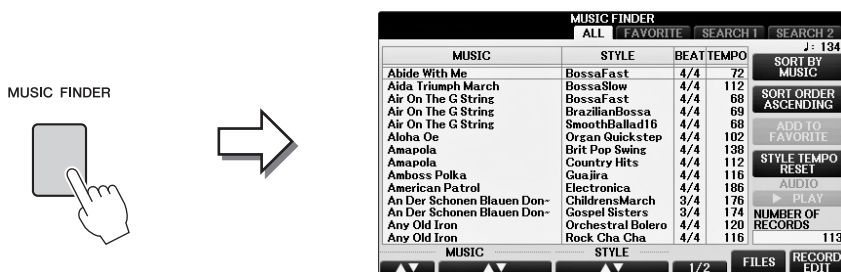 MUSIC FINDER
MUSIC FINDER
ALL FAVORITE SEARCH 1 SEARCH 2
♩: 134
MUSIC STYLE BEAT TEMPO
Abide With Me BossaFast 4/4 72
Aida Triumph March BossaSlow 4/4 112
Air On The G String BossaFast 4/4 68
Air On The G String BrazilianBossa 4/4 69
Air On The G String SmoothBallad16 4/4 68
Aloha Oe Organ Quickstep 4/4 102
Amapola Brit Pop Swing 4/4 138
Amapola Country Hits 4/4 112
Amboss Polka Guajira 4/4 116
American Patrol Electronica 4/4 186
An Der Schonen Blauen Don~ ChildrensMarch 3/4 176
An Der Schonen Blauen Don~ Gospel Sisters 3/4 174
Any Old Iron Orchestral Bolero 4/4 120
Any Old Iron Rock Cha Cha 4/4 116
SORT BY
MUSIC
SORT ORDER
ASCENDING
ADD TO
FAVORITE
STYLE TEMPO
RESET
AUDIO
▶ PLAY
NUMBER OF
RECORDS
113
MUSIC STYLE
▲▼ ▲▼ ▲▼ 1/2 FILES RECORD
EDIT